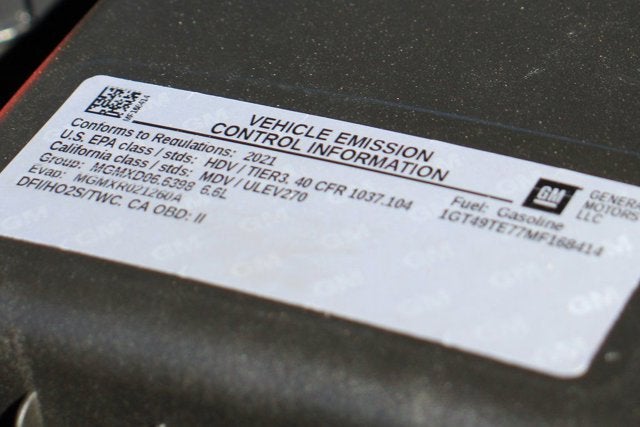 VEHICLE EMISSION
CONTROL INFORMATION
Conforms to Regulations: 2021
U.S. EPA class / stds: HDV / TIER3, 40 CFR 1037.104
California class / stds: MDV / ULEV270
Group: MGMXD06.6398 6.6L
Evap: MGMXR021260A
DFI/HO2S/TWC, CA OBD: II
Fuel: Gasoline
1GT49TE77MF168414
GM
GENERAL
MOTORS
LLC